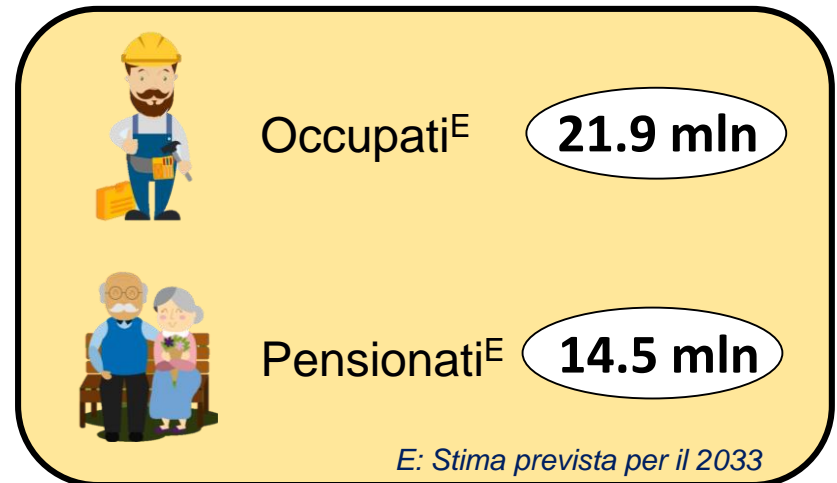 Occupatiᴱ 21.9 mln
Pensionatiᴱ 14.5 mln
E: Stima prevista per il 2033